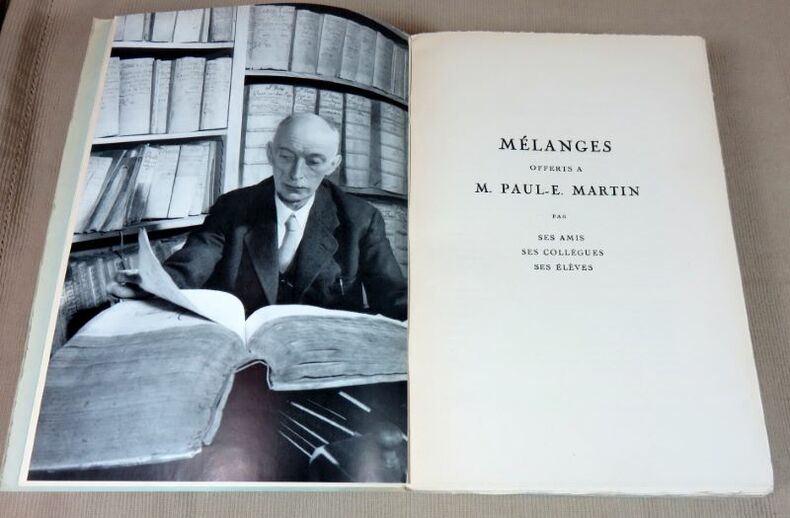 MÉLANGES
OFFERTS A
M. PAUL-E. MARTIN
PAR
SES AMIS
SES COLLÈGUES
SES ÉLÈVES